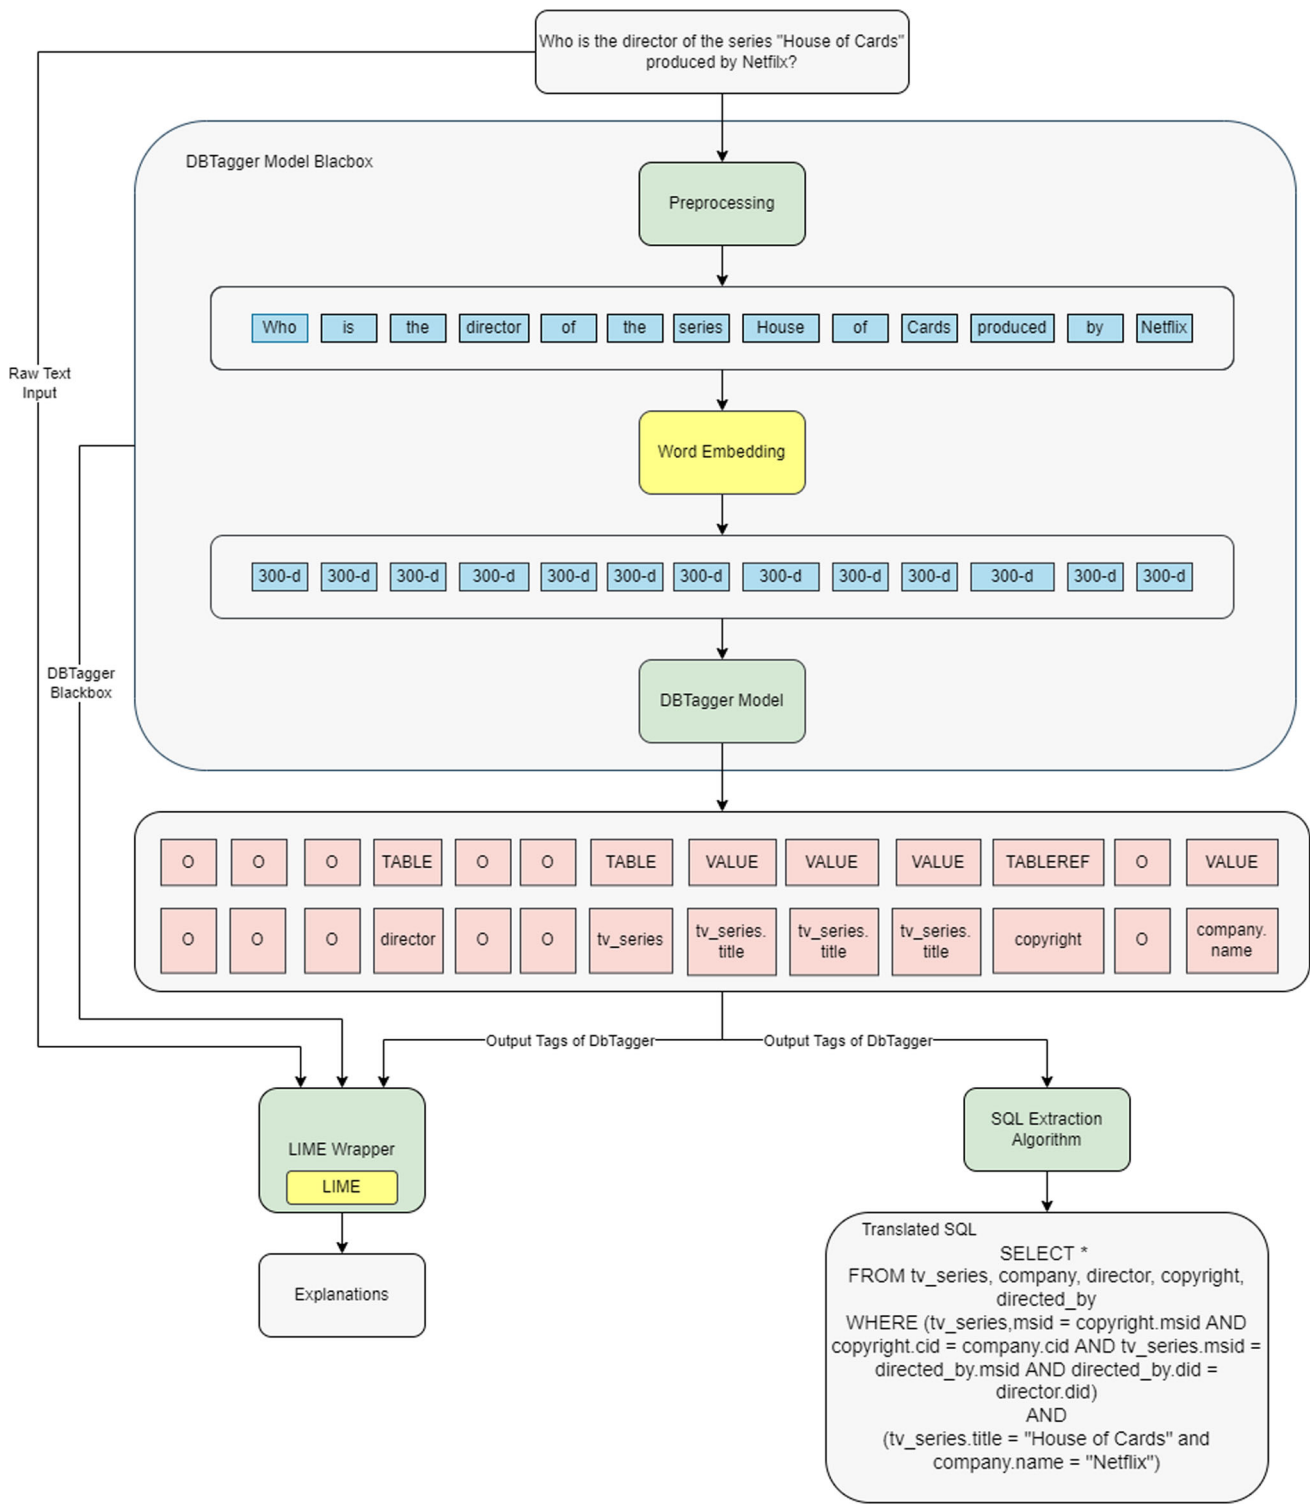 Who is the director of the series "House of Cards"
produced by Netfilx?
DBTagger Model Blacbox
Preprocessing
Who is the director of the series House of Cards produced by Netflix
Raw Text
Input
Word Embedding
300-d 300-d 300-d 300-d 300-d 300-d 300-d 300-d 300-d 300-d 300-d 300-d 300-d
DBTagger
Blackbox
DBTagger Model
O O O TABLE O O TABLE VALUE VALUE VALUE TABLEREF O VALUE
O O O director O O tv_series tv_series. tv_series. tv_series. copyright O company.
title title title name
Output Tags of DbTagger Output Tags of DbTagger
LIME Wrapper
LIME
Explanations
SQL Extraction
Algorithm
Translated SQL
SELECT *
FROM tv_series, company, director, copyright,
directed_by
WHERE (tv_series,msid = copyright.msid AND
copyright.cid = company.cid AND tv_series.msid =
directed_by.msid AND directed_by.did =
director.did)
AND
(tv_series.title = "House of Cards" and
company.name = "Netflix")